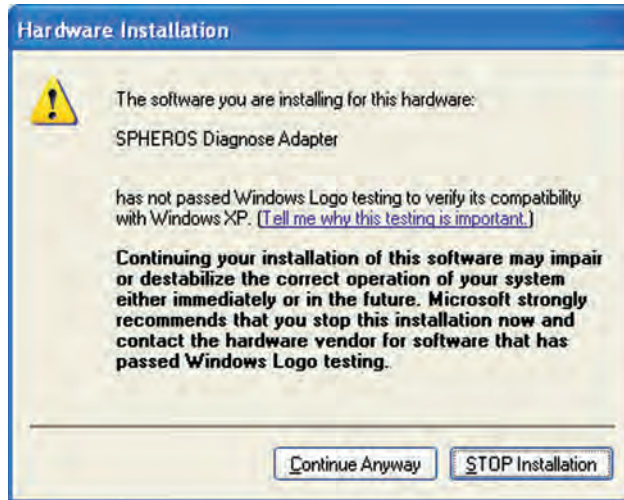 Hardware Installation
The software you are installing for this hardware:
SPHEROS Diagnose Adapter
has not passed Windows Logo testing to verify its compatibility
with Windows XP. (Tell me why this testing is important.)
Continuing your installation of this software may impair
or destabilize the correct operation of your system
either immediately or in the future. Microsoft strongly
recommends that you stop this installation now and
contact the hardware vendor for software that has
passed Windows Logo testing.
Continue Anyway
STOP Installation